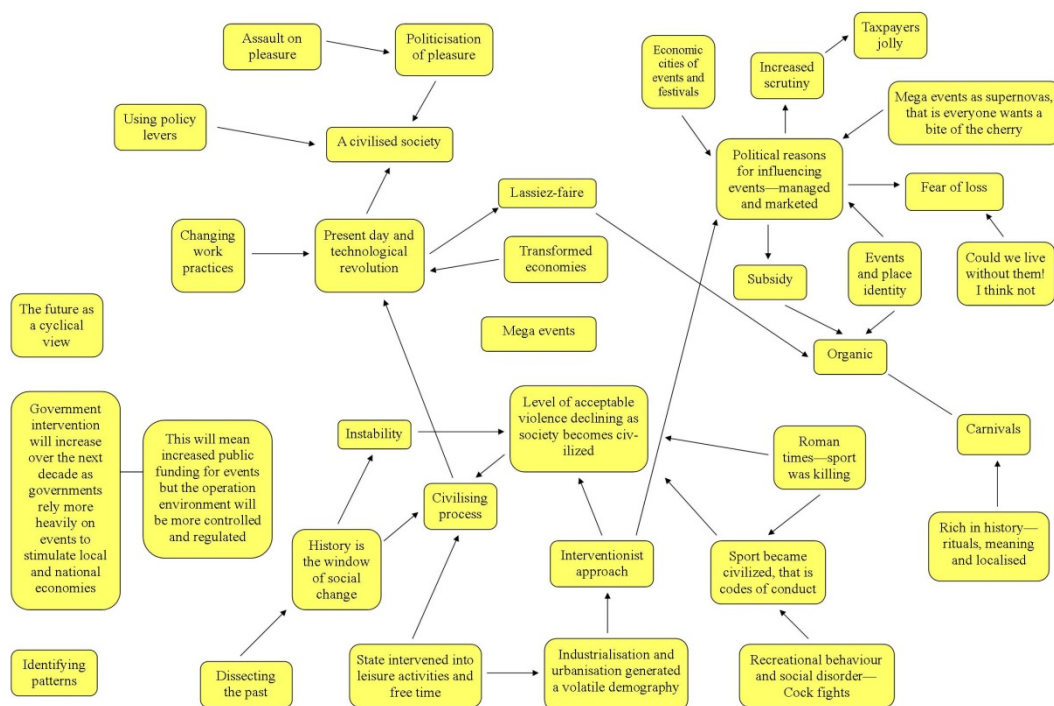 Assault on
pleasure
Politicisation
of pleasure
Economic
cities of
events and
festivals
Increased
scrutiny
Taxpayers
jolly
Using policy
levers
A civilised society
Mega events as supernovas,
that is everyone wants a
bite of the cherry
Political reasons
for influencing
events—managed
and marketed
Fear of loss
Lassiez-faire
Changing
work
practices
Present day and
technological
revolution
Transformed
economies
Subsidy
Events
and place
identity
Could we live
without them!
I think not
The future as
a cyclical
view
Mega events
Organic
Government
intervention
will increase
over the next
decade as
governments
rely more
heavily on
events to
stimulate local
and national
economies
This will mean
increased public
funding for events
but the operation
environment will
be more controlled
and regulated
Instability
Level of acceptable
violence declining as
society becomes civ-
ilized
Roman
times—sport
was killing
Carnivals
Civilising
process
History is
the window
of social
change
Interventionist
approach
Sport became
civilized, that is
codes of conduct
Rich in history—
rituals, meaning
and localised
Identifying
patterns
Dissecting
the past
State intervened into
leisure activities and
free time
Industrialisation and
urbanisation generated
a volatile demography
Recreational behaviour
and social disorder—
Cock fights